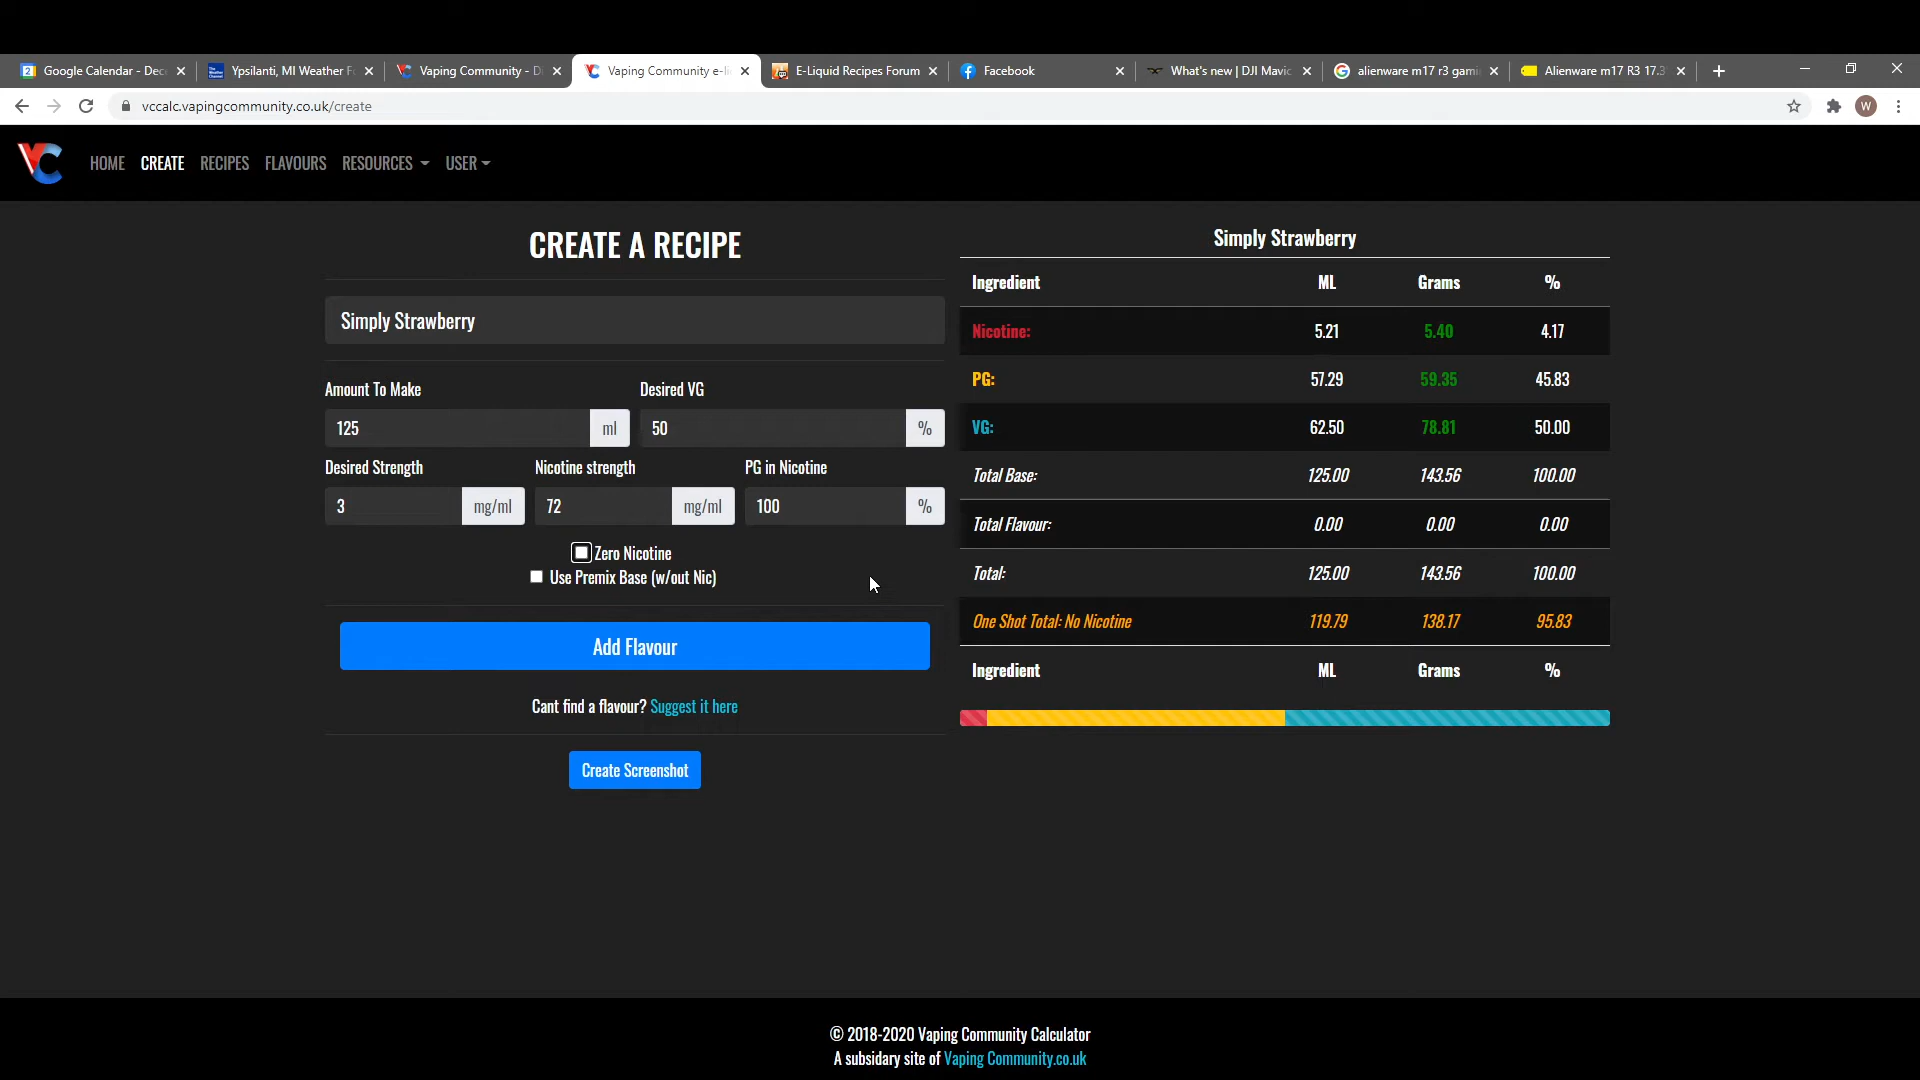 Google Calendar - Dec
Ypsilanti, MI Weather F
Vaping Community - D
Vaping Community e-li
E-Liquid Recipes Forum
Facebook
What's new | DJI Mavic
alienware m17 r3 gami
Alienware m17 R3 17.3
vccalc.vapingcommunity.co.uk/create
W
VC HOME CREATE RECIPES FLAVOURS RESOURCES USER
CREATE A RECIPE
Simply Strawberry
Amount To Make Desired VG
125 ml 50 %
Desired Strength Nicotine strength PG in Nicotine
3 mg/ml 72 mg/ml 100 %
Zero Nicotine
Use Premix Base (w/out Nic)
Add Flavour
Cant find a flavour? Suggest it here
Create Screenshot
Simply Strawberry
Ingredient ML Grams %
Nicotine: 5.21 5.40 4.17
PG: 57.29 59.35 45.83
VG: 62.50 78.81 50.00
Total Base: 125.00 143.56 100.00
Total Flavour: 0.00 0.00 0.00
Total: 125.00 143.56 100.00
One Shot Total: No Nicotine 119.79 138.17 95.83
Ingredient ML Grams %
© 2018-2020 Vaping Community Calculator
A subsidary site of Vaping Community.co.uk